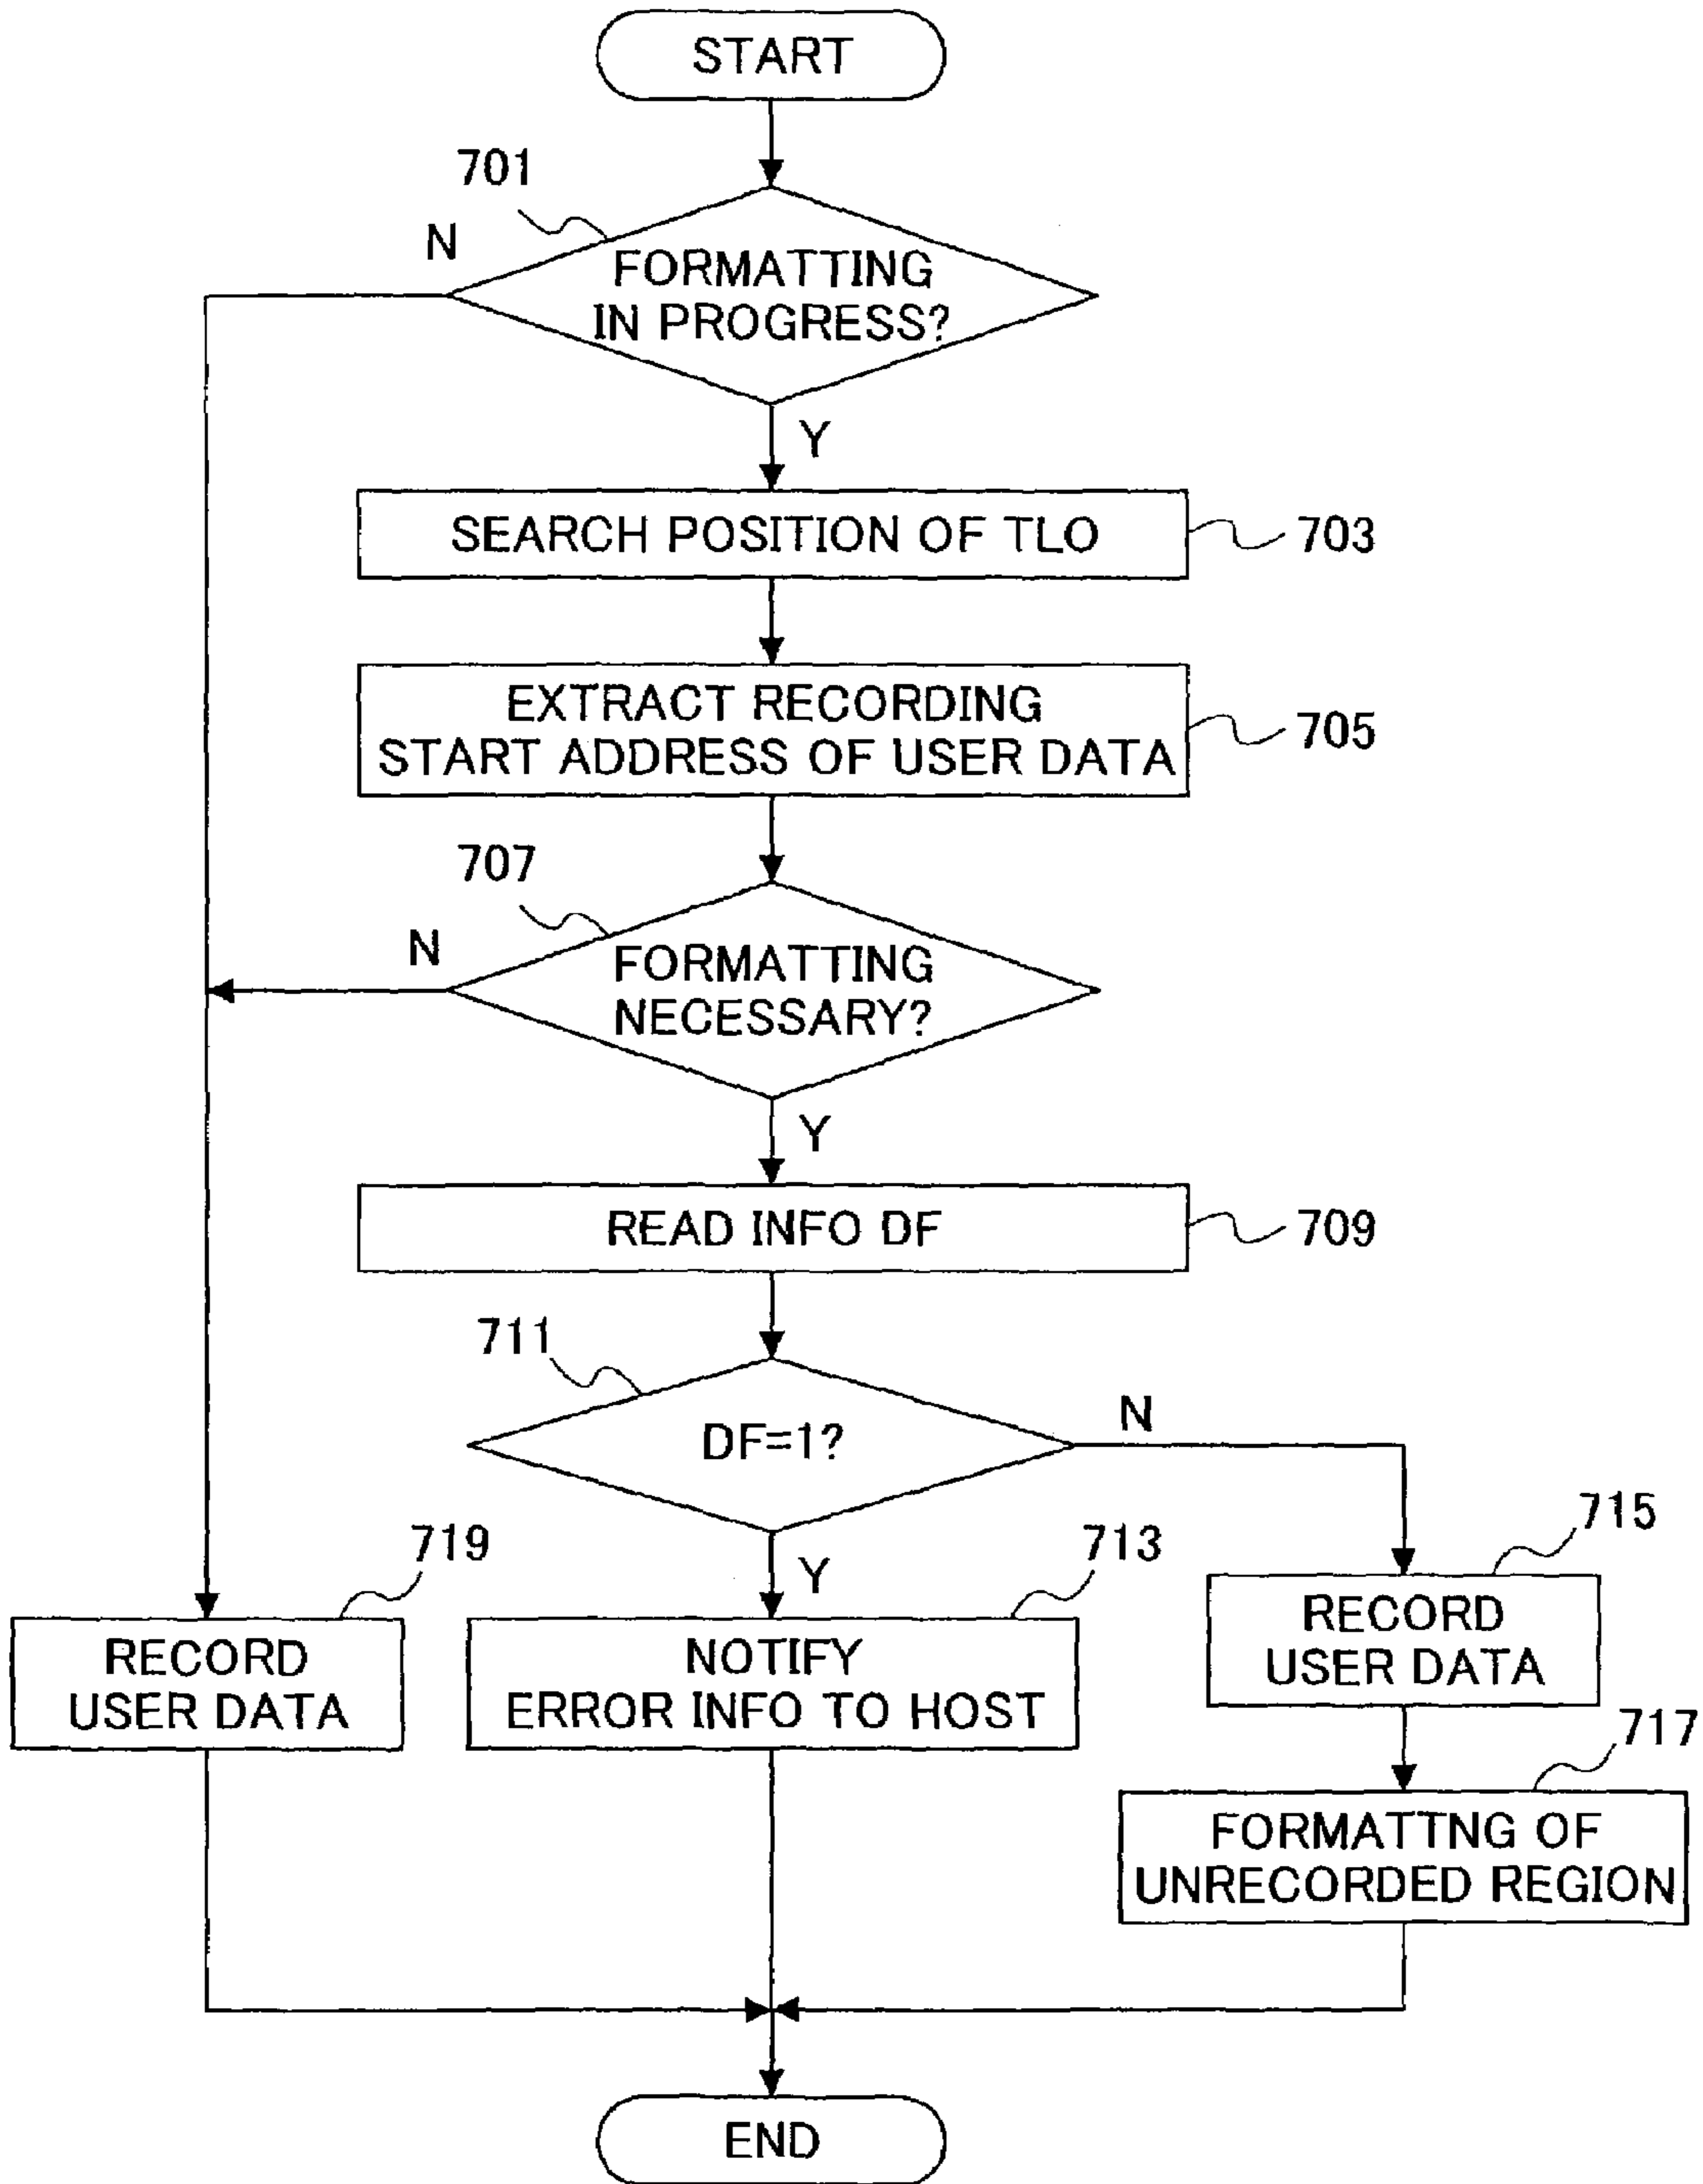 START
701
N
FORMATTING
IN PROGRESS?
Y
SEARCH POSITION OF TLO
703
EXTRACT RECORDING
START ADDRESS OF USER DATA
705
707
N
FORMATTING
NECESSARY?
Y
READ INFO DF
709
711
DF=1?
N
715
719
Y
713
RECORD
USER DATA
NOTIFY
ERROR INFO TO HOST
RECORD
USER DATA
717
FORMATTNG OF
UNRECORDED REGION
END